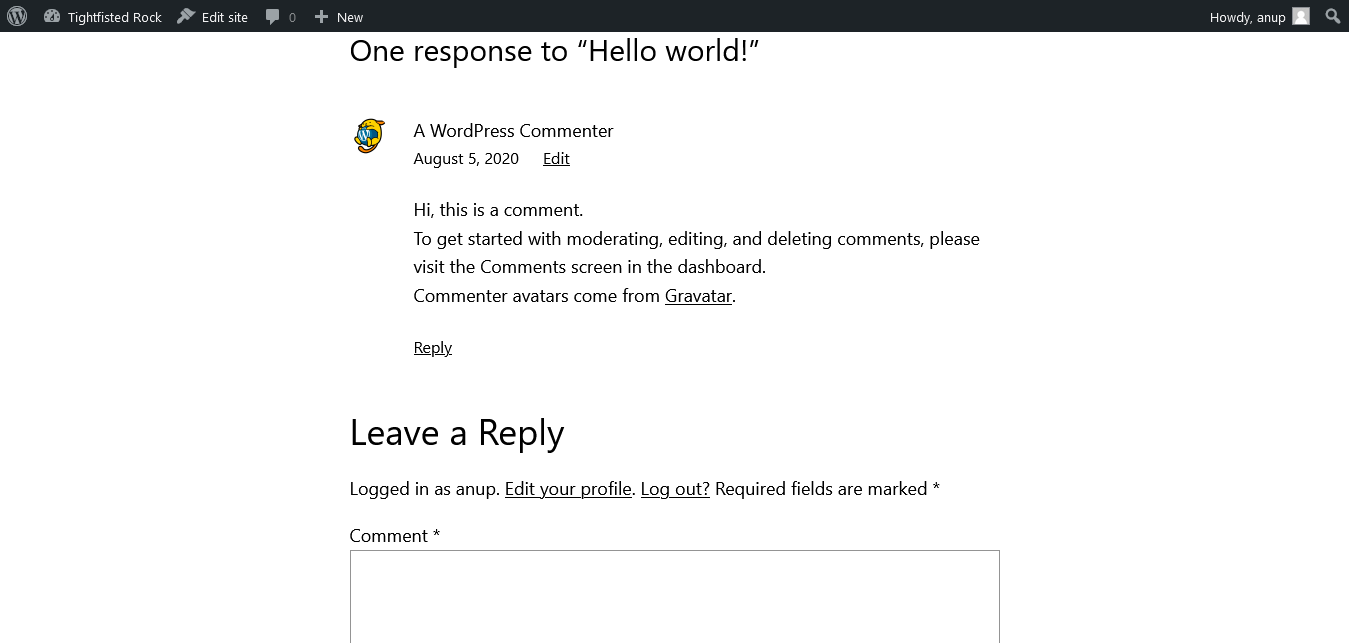 Tightfisted Rock Edit site 0 New Howdy, anup
One response to “Hello world!”
A WordPress Commenter
August 5, 2020 Edit
Hi, this is a comment.
To get started with moderating, editing, and deleting comments, please
visit the Comments screen in the dashboard.
Commenter avatars come from Gravatar.
Reply
Leave a Reply
Logged in as anup. Edit your profile. Log out? Required fields are marked *
Comment *